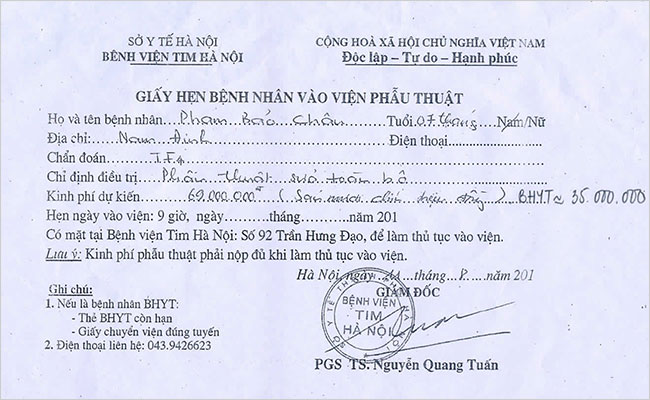 SỞ Y TẾ HÀ NỘI
BỆNH VIỆN TIM HÀ NỘI
CỘNG HOÀ XÃ HỘI CHỦ NGHĨA VIỆT NAM
Độc lập – Tự do – Hạnh phúc
GIẤY HẸN BỆNH NHÂN VÀO VIỆN PHẪU THUẬT
Họ và tên bệnh nhân Phạm Bảo Châu Tuổi 07 tháng Nam/Nữ
Địa chỉ: Nam Định Điện thoại
Chẩn đoán: T.F4
Chỉ định điều trị Phẫu thuật sửa toàn bộ
Kinh phí dự kiến 69.000.000đ ( ) BHYT ≈ 35.000.000
Hẹn ngày vào viện: 9 giờ, ngày...........tháng...........năm 201
Có mặt tại Bệnh viện Tim Hà Nội: Số 92 Trần Hưng Đạo, để làm thủ tục vào viện.
Lưu ý: Kinh phí phẫu thuật phải nộp đủ khi làm thủ tục vào viện.
Hà Nội, ngày tháng 8 năm 201
GIÁM ĐỐC
BỆNH VIỆN
TIM
HÀ NỘI
Ghi chú:
1. Nếu là bệnh nhân BHYT:
- Thẻ BHYT còn hạn
- Giấy chuyển viện đúng tuyến
2. Điện thoại liên hệ: 043.9426623
PGS TS. Nguyễn Quang Tuấn